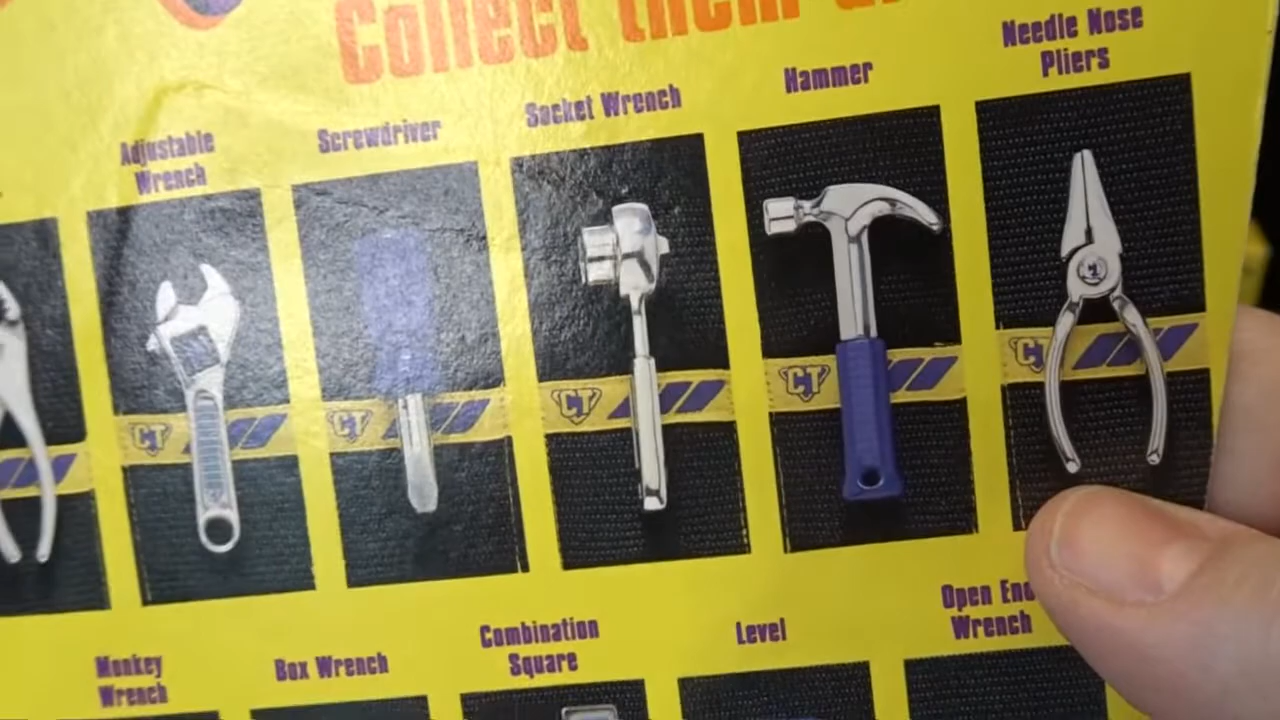 Collect them
Needle Nose
Pliers
Hammer
Socket Wrench
Screwdriver
Adjustable
Wrench
CT
CT
CT
CT
CT
Open End
Wrench
Level
Combination
Square
Box Wrench
Monkey
Wrench